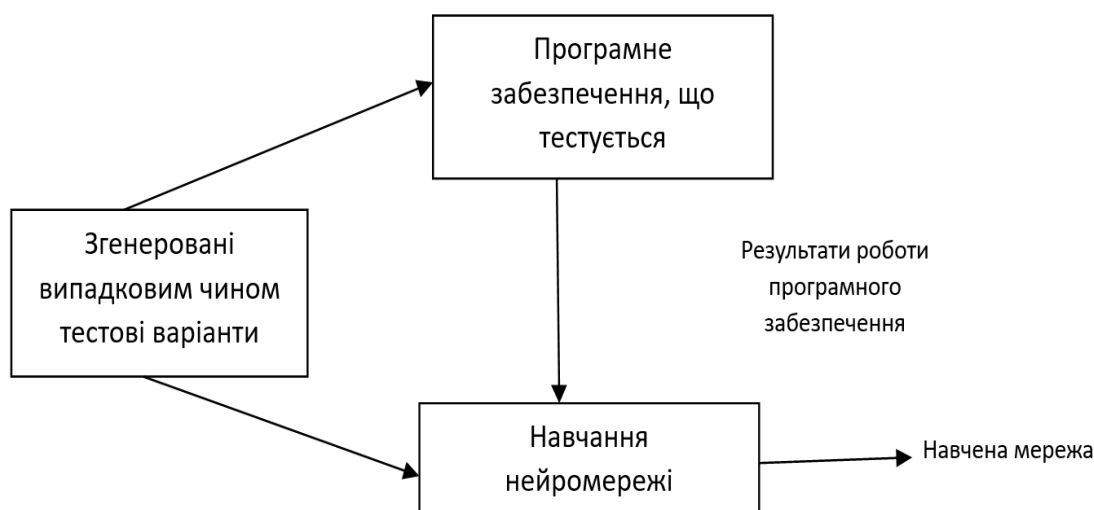 Програмне
забезпечення, що
тестується
Згенеровані
випадковим чином
тестові варіанти
Результати роботи
програмного
забезпечення
Навчання
нейромережі
Навчена мережа